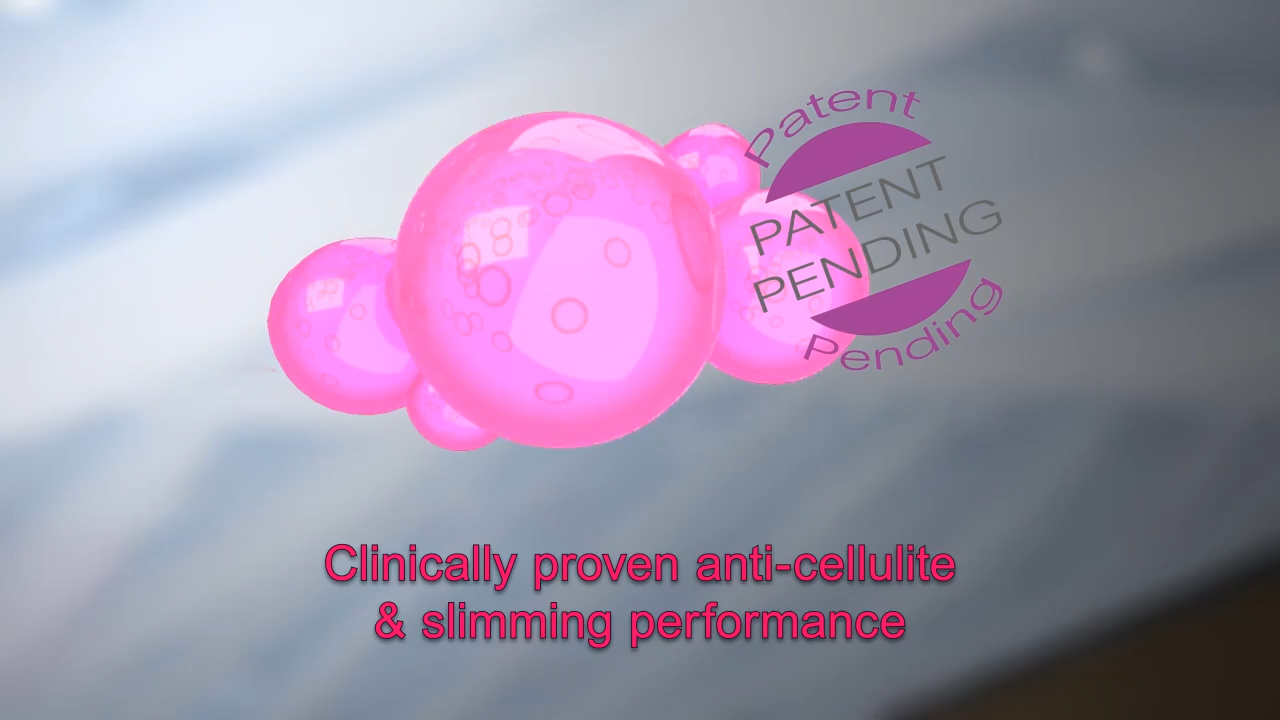 Patent
PATENT
PENDING
Pending
Clinically proven anti-cellulite
& slimming performance